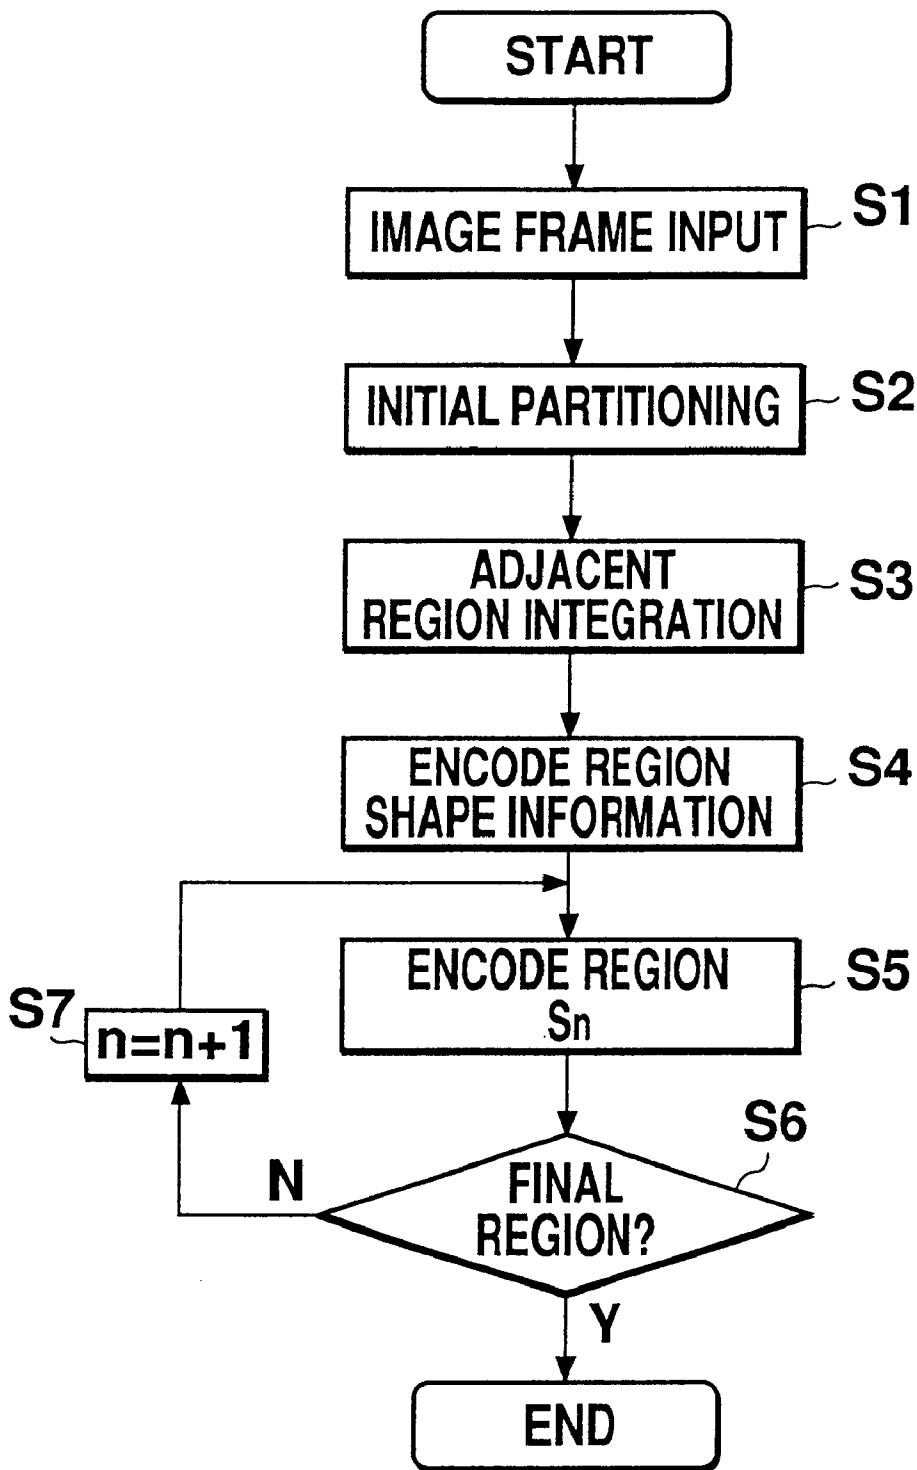 START
IMAGE FRAME INPUT
S1
INITIAL PARTITIONING
S2
ADJACENT
REGION INTEGRATION
S3
ENCODE REGION
SHAPE INFORMATION
S4
ENCODE REGION
Sn
S5
S7
n=n+1
S6
FINAL
REGION?
N
Y
END